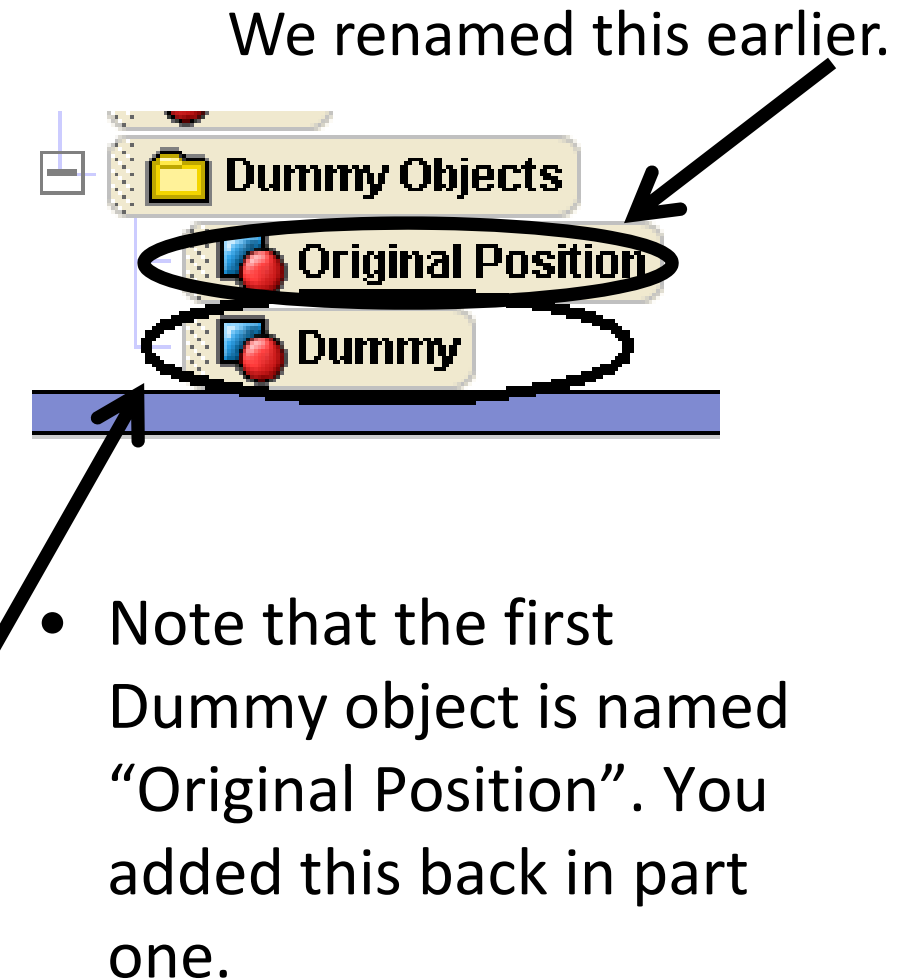 We renamed this earlier.
Dummy Objects
Original Position
Dummy
• Note that the first
Dummy object is named
“Original Position”. You
added this back in part
one.